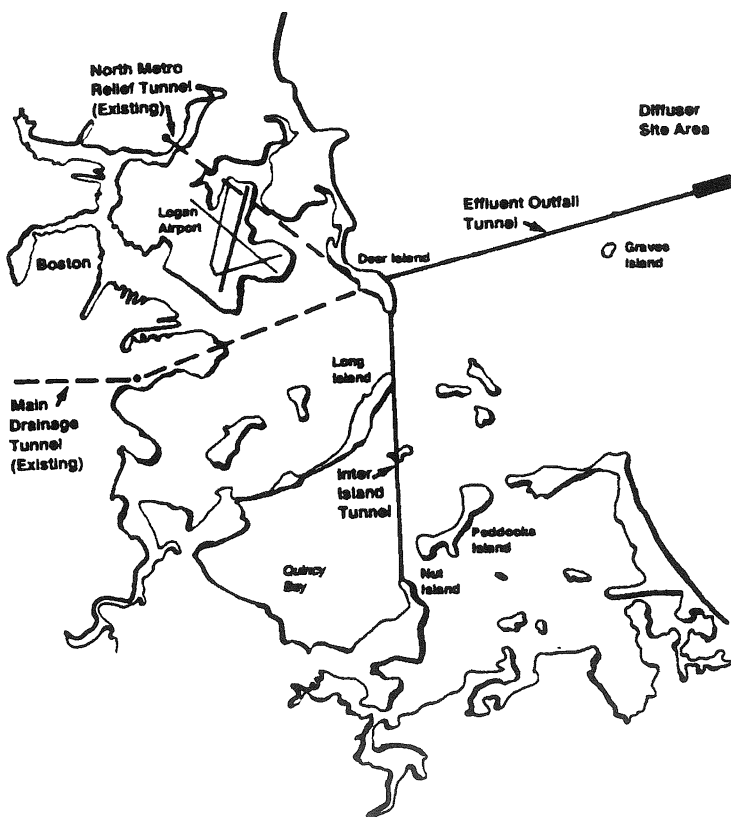 North Metro
Relief Tunnel
(Existing)
Diffuser
Site Area
Logan
Airport
Effluent Outfall
Tunnel
Boston
Deer Island
Graves
Island
Long
Island
Main
Drainage
Tunnel
(Existing)
Inter
Island
Tunnel
Peddocks
Island
Quincy
Bay
Nut
Island